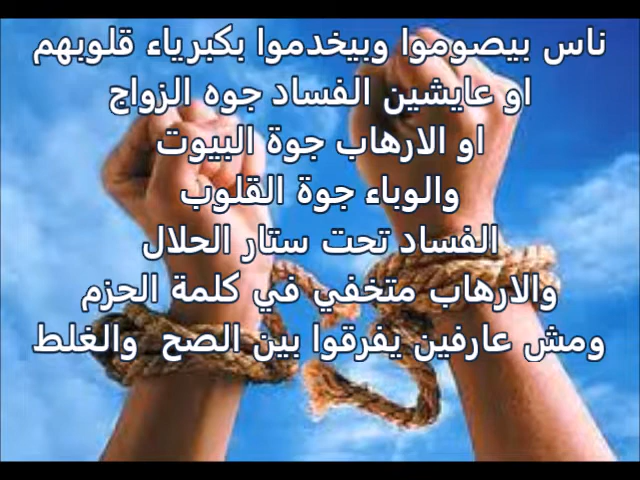 ناس بيصوموا وبيخدموا بكبرياء قلوبهم
او عايشين الفساد جوه الزواج
او الارهاب جوة البيوت
والوباء جوة القلوب
الفساد تحت ستار الحلال
والارهاب متخفي في كلمة الحزم
ومش عارفين يفرقوا بين الصح والغلط